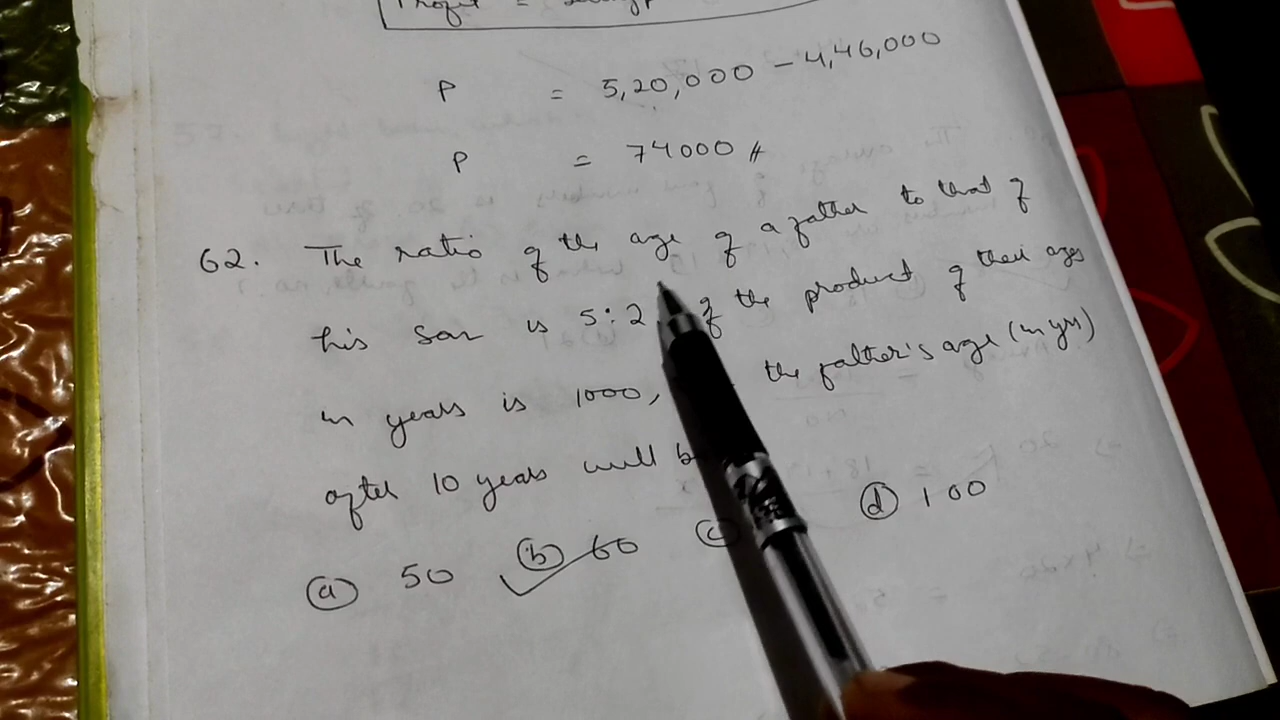 Profit =
P = 5,20,000 - 4,46,000
P = 74000 //
62. The ratio of the age of a father to that of
his son is 5:2 If the product of their ages
in years is 1000, the father's age (in yrs)
after 10 years will b
(a) 50 (b) 60 (c) (d) 100